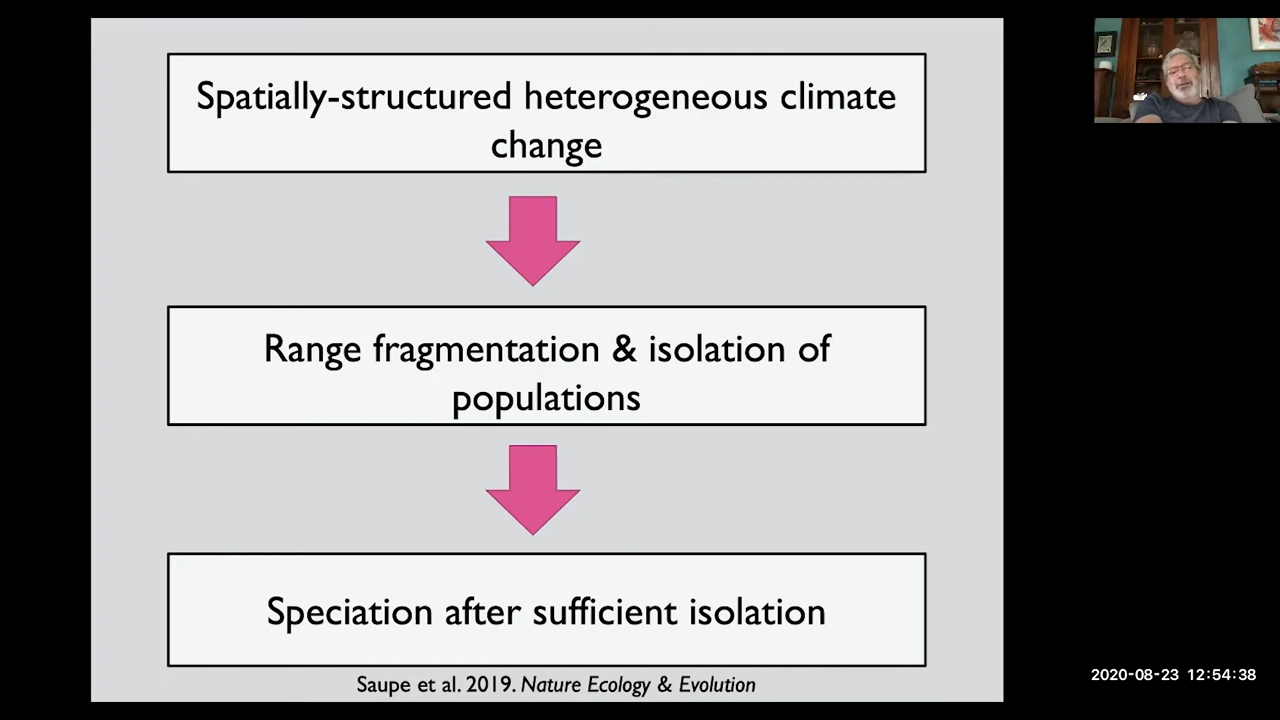 Spatially-structured heterogeneous climate
change
Range fragmentation & isolation of
populations
Speciation after sufficient isolation
Saupe et al. 2019. Nature Ecology & Evolution
2020-08-23 12:54:38